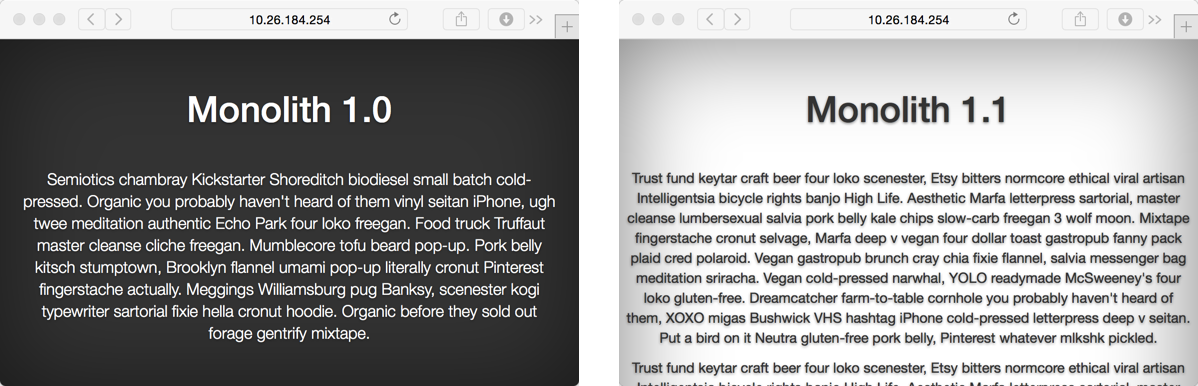 10.26.184.254
Monolith 1.0
Semiotics chambray Kickstarter Shoreditch biodiesel small batch cold-
pressed. Organic you probably haven't heard of them vinyl seitan iPhone, ugh
twee meditation authentic Echo Park four loko freegan. Food truck Truffaut
master cleanse cliche freegan. Mumblecore tofu beard pop-up. Pork belly
kitsch stumptown, Brooklyn flannel umami pop-up literally cronut Pinterest
fingerstache actually. Meggings Williamsburg pug Banksy, scenester kogi
typewriter sartorial fixie hella cronut hoodie. Organic before they sold out
forage gentrify mixtape.
10.26.184.254
Monolith 1.1
Trust fund keytar craft beer four loko scenester, Etsy bitters normcore ethical viral artisan
Intelligentsia bicycle rights banjo High Life. Aesthetic Marfa letterpress sartorial, master
cleanse lumbersexual salvia pork belly kale chips slow-carb freegan 3 wolf moon. Mixtape
fingerstache cronut selvage, Marfa deep v vegan four dollar toast gastropub fanny pack
plaid cred polaroid. Vegan gastropub brunch cray chia fixie flannel, salvia messenger bag
meditation sriracha. Vegan cold-pressed narwhal, YOLO readymade McSweeney's four
loko gluten-free. Dreamcatcher farm-to-table cornhole you probably haven't heard of
them, XOXO migas Bushwick VHS hashtag iPhone cold-pressed letterpress deep v seitan.
Put a bird on it Neutra gluten-free pork belly, Pinterest whatever mlkshk pickled.
Trust fund keytar craft beer four loko scenester, Etsy bitters normcore ethical viral artisan
Intelligentsia bicycle rights banjo High Life. Aesthetic Marfa letterpress sartorial, master